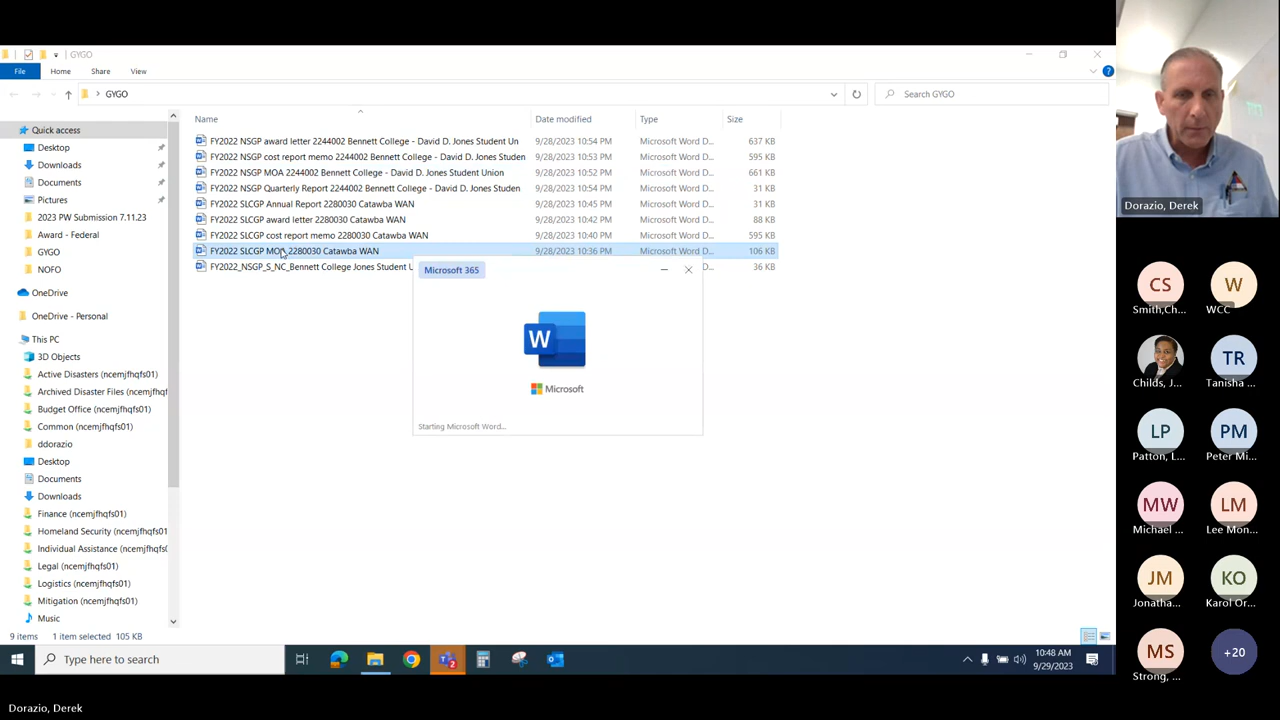 GYGO
File
Home
Share
View
GYGO
Search GYGO
Name
Date modified
Type
Size
Quick access
Desktop
Downloads
Documents
Pictures
2023 PW Submission 7.11.23
Award - Federal
GYGO
NOFO
OneDrive
OneDrive - Personal
This PC
3D Objects
Active Disasters (ncemjfhqfs01)
Archived Disaster Files (ncemjfhqfs01)
Budget Office (ncemjfhqfs01)
Common (ncemjfhqfs01)
ddorazio
Desktop
Documents
Downloads
Finance (ncemjfhqfs01)
Homeland Security (ncemjfhqfs01)
Individual Assistance (ncemjfhqfs01)
Legal (ncemjfhqfs01)
Logistics (ncemjfhqfs01)
Mitigation (ncemjfhqfs01)
Music
FY2022 NSGP award letter 2244002 Bennett College - David D. Jones Student Un 9/28/2023 10:54 PM Microsoft Word D... 637 KB
FY2022 NSGP cost report memo 2244002 Bennett College - David D. Jones Studen 9/28/2023 10:53 PM Microsoft Word D... 595 KB
FY2022 NSGP MOA 2244002 Bennett College - David D. Jones Student Union 9/28/2023 10:52 PM Microsoft Word D... 661 KB
FY2022 NSGP Quarterly Report 2244002 Bennett College - David D. Jones Studen 9/28/2023 10:54 PM Microsoft Word D... 31 KB
FY2022 SLCGP Annual Report 2280030 Catawba WAN 9/28/2023 10:45 PM Microsoft Word D... 31 KB
FY2022 SLCGP award letter 2280030 Catawba WAN 9/28/2023 10:42 PM Microsoft Word D... 88 KB
FY2022 SLCGP cost report memo 2280030 Catawba WAN 9/28/2023 10:40 PM Microsoft Word D... 595 KB
FY2022 SLCGP MOA 2280030 Catawba WAN 9/28/2023 10:36 PM Microsoft Word D... 106 KB
FY2022_NSGP_S_NC_Bennett College Jones Student U 36 KB
Microsoft 365
W
Microsoft
Starting Microsoft Word...
9 items 1 item selected 105 KB
Type here to search
10:48 AM
9/29/2023
Dorazio, Derek
Dorazio, Derek
CS
Smith,Ch...
W
WCC
Childs, J...
TR
Tanisha ...
LP
Patton, L...
PM
Peter Mi...
MW
Michael ...
LM
Lee Mon...
JM
Jonatha...
KO
Karol Or...
MS
Strong, ...
+20